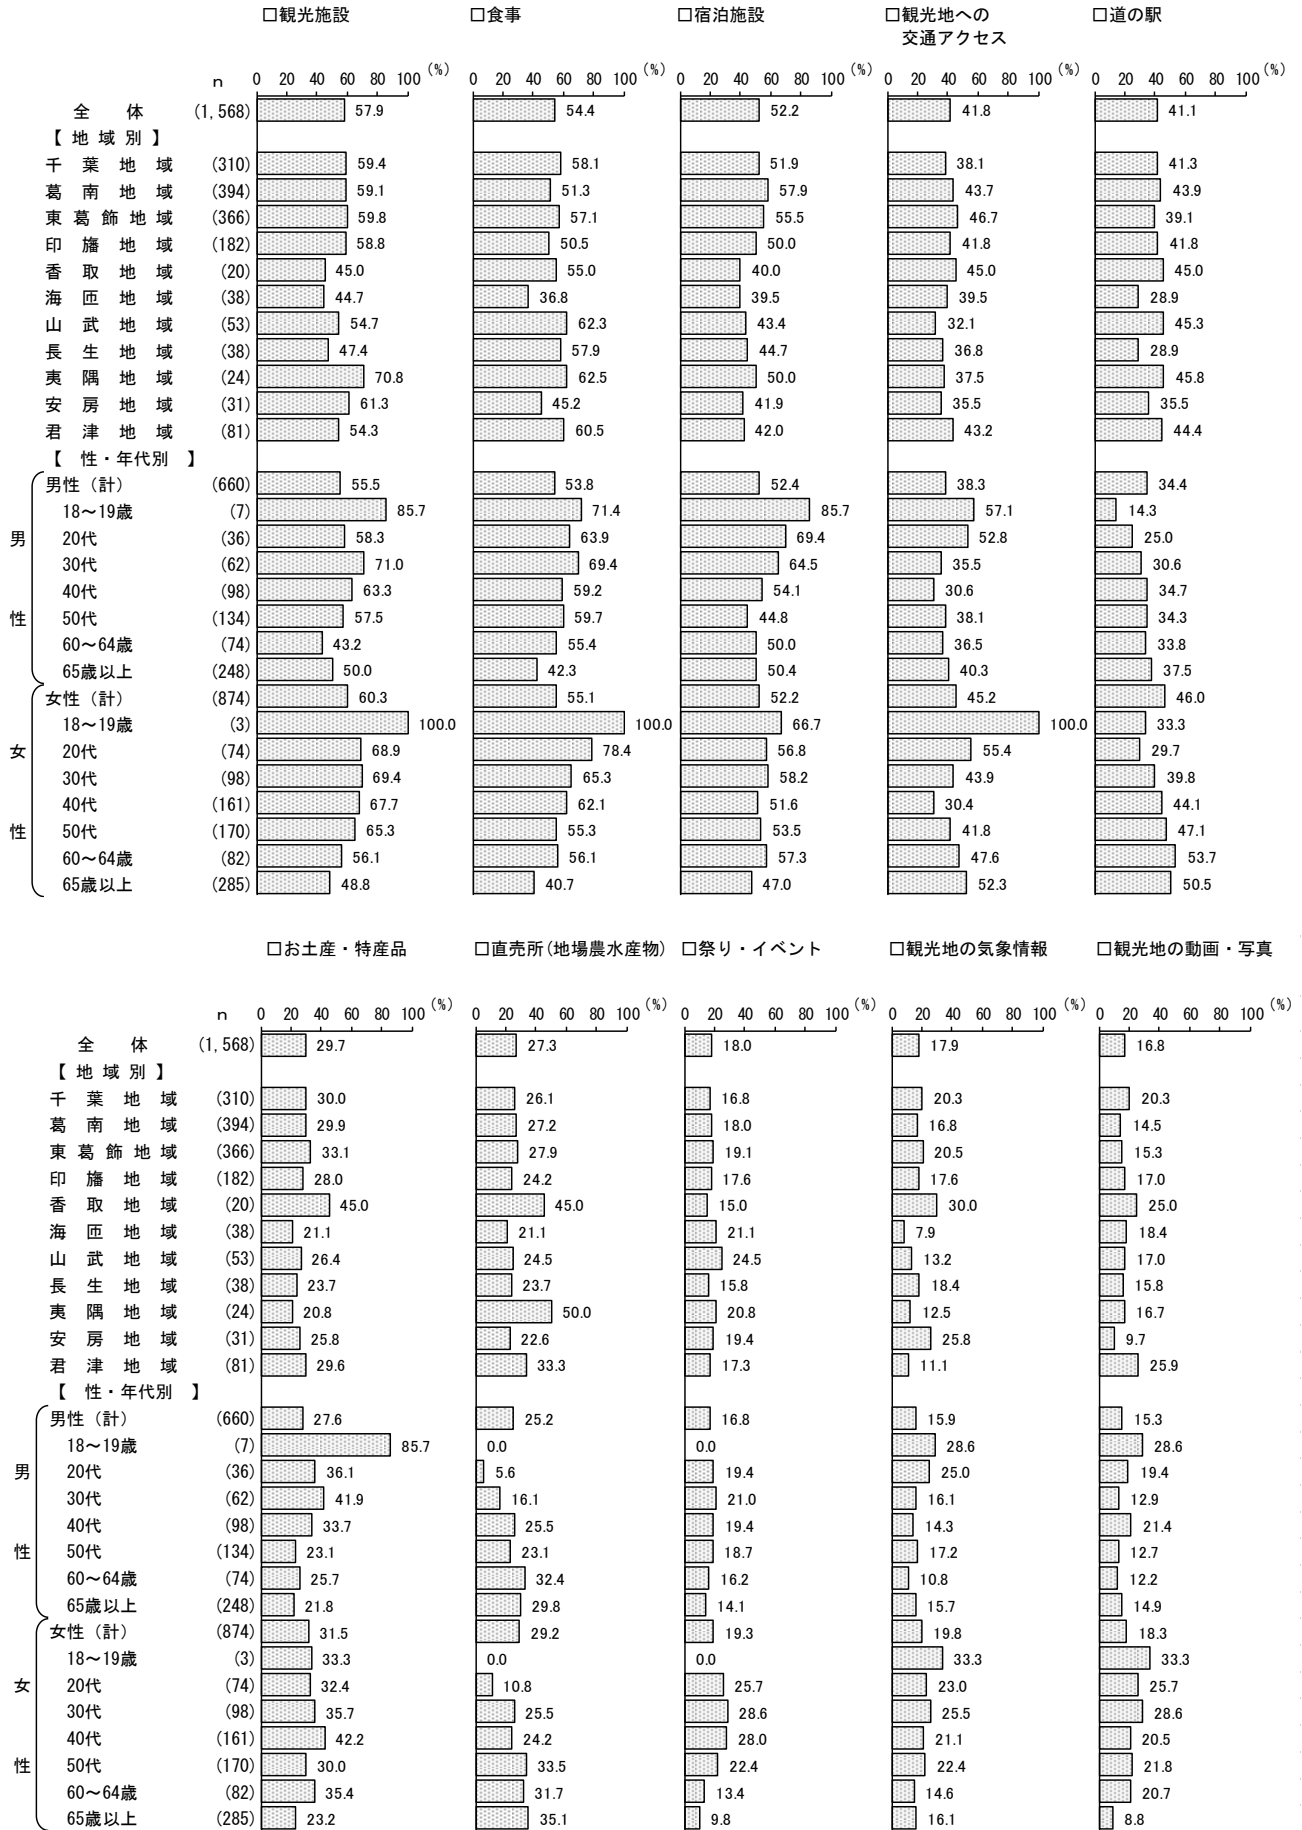 □観光施設 □食事 □宿泊施設 □観光地への □道の駅
交通アクセス
n 0 20 40 60 80 100 (%) 0 20 40 60 80 100 (%) 0 20 40 60 80 100 (%) 0 20 40 60 80 100 (%) 0 20 40 60 80 100 (%)
全 体 (1,568) 57.9 54.4 52.2 41.8 41.1
【 地 域 別 】
千 葉 地 域 (310) 59.4 58.1 51.9 38.1 41.3
葛 南 地 域 (394) 59.1 51.3 57.9 43.7 43.9
東 葛 飾 地 域 (366) 59.8 57.1 55.5 46.7 39.1
印 旛 地 域 (182) 58.8 50.5 50.0 41.8 41.8
香 取 地 域 (20) 45.0 55.0 40.0 45.0 45.0
海 匝 地 域 (38) 44.7 36.8 39.5 39.5 28.9
山 武 地 域 (53) 54.7 62.3 43.4 32.1 45.3
長 生 地 域 (38) 47.4 57.9 44.7 36.8 28.9
夷 隅 地 域 (24) 70.8 62.5 50.0 37.5 45.8
安 房 地 域 (31) 61.3 45.2 41.9 35.5 35.5
君 津 地 域 (81) 54.3 60.5 42.0 43.2 44.4
【 性・年代別 】
男性（計） (660) 55.5 53.8 52.4 38.3 34.4
18～19歳 (7) 85.7 71.4 85.7 57.1 14.3
男 20代 (36) 58.3 63.9 69.4 52.8 25.0
30代 (62) 71.0 69.4 64.5 35.5 30.6
40代 (98) 63.3 59.2 54.1 30.6 34.7
性 50代 (134) 57.5 59.7 44.8 38.1 34.3
60～64歳 (74) 43.2 55.4 50.0 36.5 33.8
65歳以上 (248) 50.0 42.3 50.4 40.3 37.5
女性（計） (874) 60.3 55.1 52.2 45.2 46.0
18～19歳 (3) 100.0 100.0 66.7 100.0 33.3
女 20代 (74) 68.9 78.4 56.8 55.4 29.7
30代 (98) 69.4 65.3 58.2 43.9 39.8
40代 (161) 67.7 62.1 51.6 30.4 44.1
性 50代 (170) 65.3 55.3 53.5 41.8 47.1
60～64歳 (82) 56.1 56.1 57.3 47.6 53.7
65歳以上 (285) 48.8 40.7 47.0 52.3 50.5
□お土産・特産品 □直売所(地場農水産物) □祭り・イベント □観光地の気象情報 □観光地の動画・写真
n 0 20 40 60 80 100 (%) 0 20 40 60 80 100 (%) 0 20 40 60 80 100 (%) 0 20 40 60 80 100 (%) 0 20 40 60 80 100 (%)
全 体 (1,568) 29.7 27.3 18.0 17.9 16.8
【 地 域 別 】
千 葉 地 域 (310) 30.0 26.1 16.8 20.3 20.3
葛 南 地 域 (394) 29.9 27.2 18.0 16.8 14.5
東 葛 飾 地 域 (366) 33.1 27.9 19.1 20.5 15.3
印 旛 地 域 (182) 28.0 24.2 17.6 17.6 17.0
香 取 地 域 (20) 45.0 45.0 15.0 30.0 25.0
海 匝 地 域 (38) 21.1 21.1 21.1 7.9 18.4
山 武 地 域 (53) 26.4 24.5 24.5 13.2 17.0
長 生 地 域 (38) 23.7 23.7 15.8 18.4 15.8
夷 隅 地 域 (24) 20.8 50.0 20.8 12.5 16.7
安 房 地 域 (31) 25.8 22.6 19.4 25.8 9.7
君 津 地 域 (81) 29.6 33.3 17.3 11.1 25.9
【 性・年代別 】
男性（計） (660) 27.6 25.2 16.8 15.9 15.3
18～19歳 (7) 85.7 0.0 0.0 28.6 28.6
男 20代 (36) 36.1 5.6 19.4 25.0 19.4
30代 (62) 41.9 16.1 21.0 16.1 12.9
40代 (98) 33.7 25.5 19.4 14.3 21.4
性 50代 (134) 23.1 23.1 18.7 17.2 12.7
60～64歳 (74) 25.7 32.4 16.2 10.8 12.2
65歳以上 (248) 21.8 29.8 14.1 15.7 14.9
女性（計） (874) 31.5 29.2 19.3 19.8 18.3
18～19歳 (3) 33.3 0.0 0.0 33.3 33.3
女 20代 (74) 32.4 10.8 25.7 23.0 25.7
30代 (98) 35.7 25.5 28.6 25.5 28.6
40代 (161) 42.2 24.2 28.0 21.1 20.5
性 50代 (170) 30.0 33.5 22.4 22.4 21.8
60～64歳 (82) 35.4 31.7 13.4 14.6 20.7
65歳以上 (285) 23.2 35.1 9.8 16.1 8.8